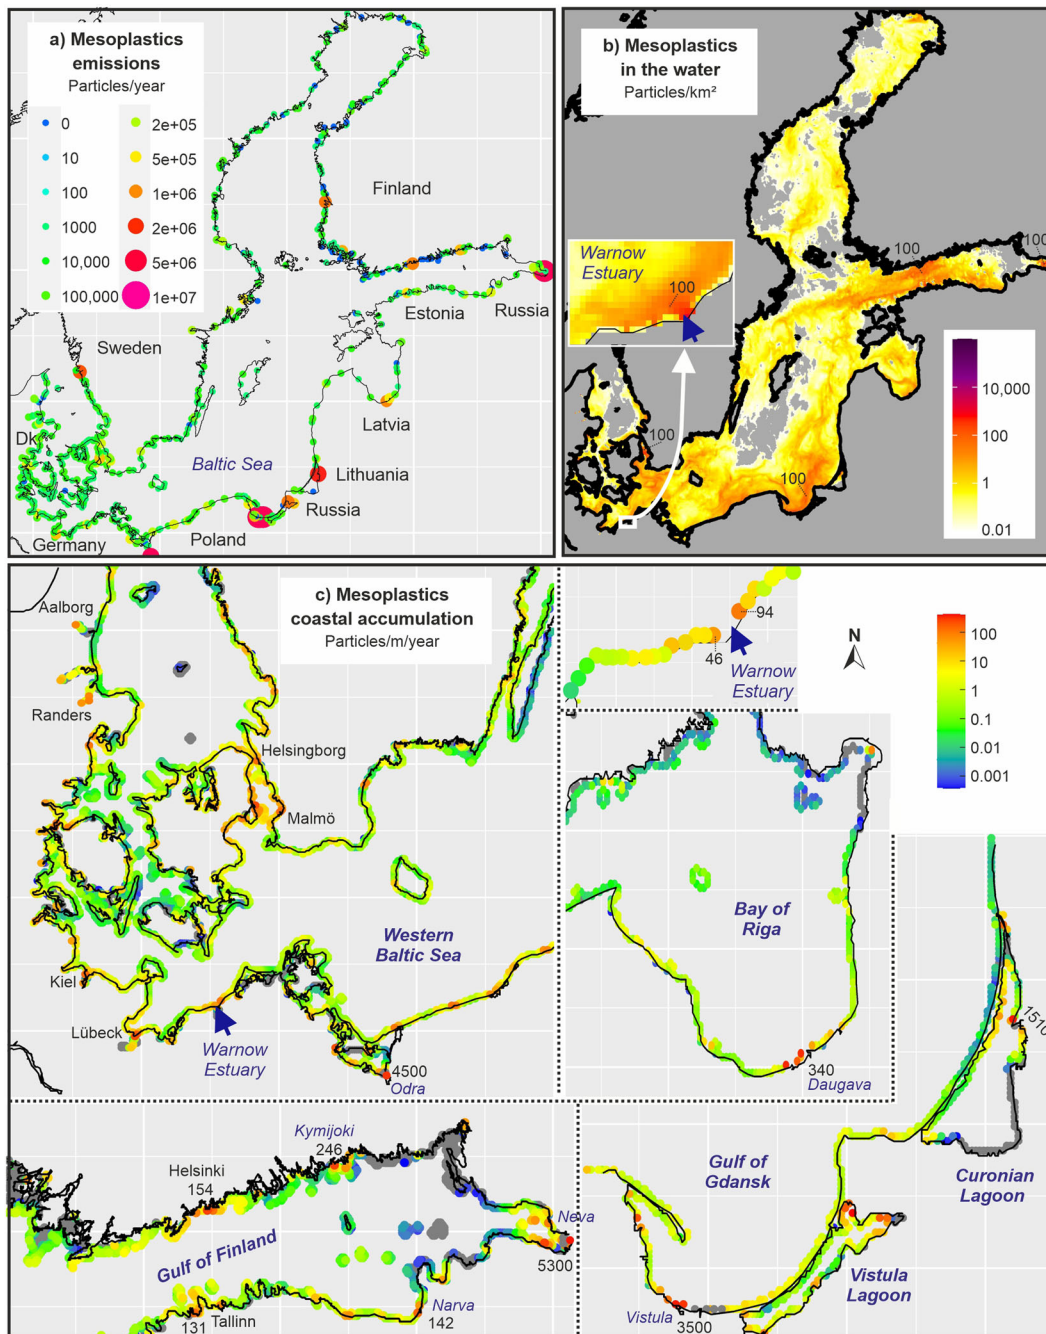 a) Mesoplastics
emissions
Particles/year
0
10
100
1000
10,000
100,000
2e+05
5e+05
1e+06
2e+06
5e+06
1e+07
Finland
Estonia
Russia
Sweden
Dk
Latvia
Baltic Sea
Lithuania
Russia
Poland
Germany
b) Mesoplastics
in the water
Particles/km²
Warnow
Estuary
100
100
100
100
100
10,000
100
1
0.01
c) Mesoplastics
coastal accumulation
Particles/m/year
Aalborg
Randers
Helsingborg
Malmö
Western
Baltic Sea
Kiel
Lübeck
Warnow
Estuary
4500
Odra
94
46
Warnow
Estuary
N
100
10
1
0.1
0.01
0.001
Bay of
Riga
340
Daugava
1510
Curonian
Lagoon
Kymijoki
246
Helsinki
154
Gulf of Finland
Neva
5300
Narva
142
Tallinn
131
Gulf of
Gdansk
Vistula
3500
Vistula
Lagoon